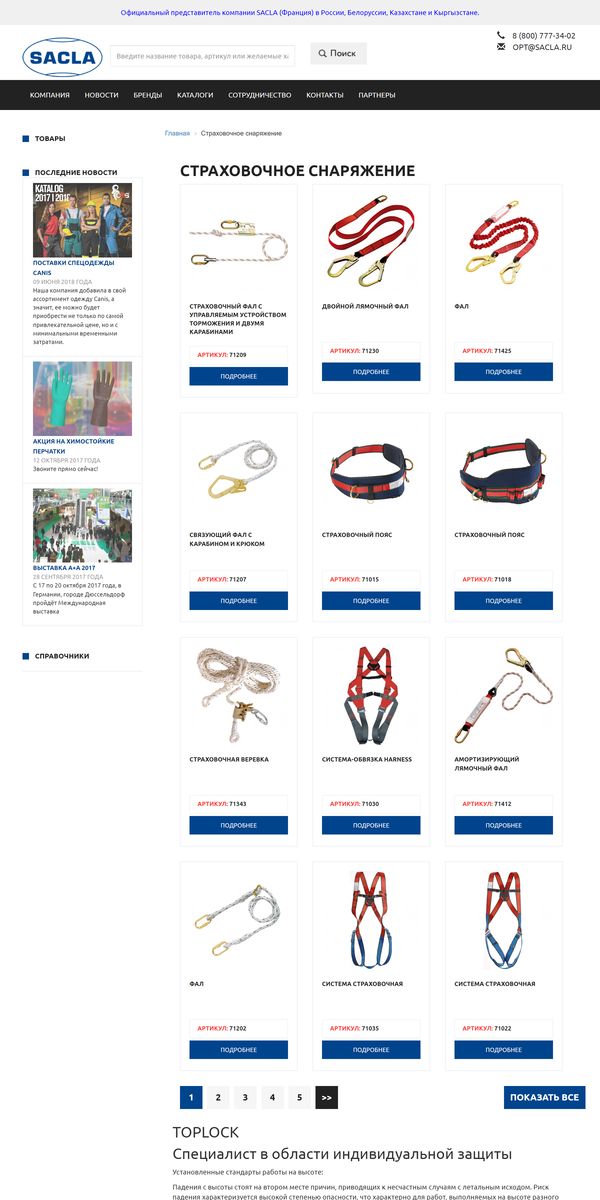 Официальный представитель компании SACLA (Франция) в России, Белоруссии, Казахстане и Кыргызстане.
SACLA
Введите название товара, артикул или желаемые ха
Поиск
8 (800) 777-34-02
OPT@SACLA.RU
КОМПАНИЯ НОВОСТИ БРЕНДЫ КАТАЛОГИ СОТРУДНИЧЕСТВО КОНТАКТЫ ПАРТНЕРЫ
ТОВАРЫ
ПОСЛЕДНИЕ НОВОСТИ
KATALOG
2017 | 2018
ПОСТАВКИ СПЕЦОДЕЖДЫ
CANIS
09 ИЮНЯ 2018 ГОДА
Наша компания добавила в свой
ассортимент одежду Canis, а
значит, ее можно будет
приобрести не только по самой
привлекательной цене, но и с
минимальными временными
затратами.
АКЦИЯ НА ХИМОСТОЙКИЕ
ПЕРЧАТКИ
12 ОКТЯБРЯ 2017 ГОДА
Звоните прямо сейчас!
ВЫСТАВКА A+A 2017
28 СЕНТЯБРЯ 2017 ГОДА
С 17 по 20 октября 2017 года, в
Германии, городе Дюссельдорф
пройдёт Международная
выставка
СПРАВОЧНИКИ
Главная - Страховочное снаряжение
СТРАХОВОЧНОЕ СНАРЯЖЕНИЕ
СТРАХОВОЧНЫЙ ФАЛ С
УПРАВЛЯЕМЫМ УСТРОЙСТВОМ
ТОРМОЖЕНИЯ И ДВУМЯ
КАРАБИНАМИ
АРТИКУЛ: 71209
ПОДРОБНЕЕ
ДВОЙНОЙ ЛЯМОЧНЫЙ ФАЛ
АРТИКУЛ: 71230
ПОДРОБНЕЕ
ФАЛ
АРТИКУЛ: 71425
ПОДРОБНЕЕ
СВЯЗУЮЩИЙ ФАЛ С
КАРАБИНОМ И КРЮКОМ
АРТИКУЛ: 71207
ПОДРОБНЕЕ
СТРАХОВОЧНЫЙ ПОЯС
АРТИКУЛ: 71015
ПОДРОБНЕЕ
СТРАХОВОЧНЫЙ ПОЯС
АРТИКУЛ: 71018
ПОДРОБНЕЕ
СТРАХОВОЧНАЯ ВЕРЕВКА
АРТИКУЛ: 71343
ПОДРОБНЕЕ
СИСТЕМА-ОБВЯЗКА HARNESS
АРТИКУЛ: 71030
ПОДРОБНЕЕ
АМОРТИЗИРУЮЩИЙ
ЛЯМОЧНЫЙ ФАЛ
АРТИКУЛ: 71412
ПОДРОБНЕЕ
ФАЛ
АРТИКУЛ: 71202
ПОДРОБНЕЕ
СИСТЕМА СТРАХОВОЧНАЯ
АРТИКУЛ: 71035
ПОДРОБНЕЕ
СИСТЕМА СТРАХОВОЧНАЯ
АРТИКУЛ: 71022
ПОДРОБНЕЕ
1 2 3 4 5 >>
ПОКАЗАТЬ ВСЕ
TOPLOCK
Специалист в области индивидуальной защиты
Установленные стандарты работы на высоте:
Падения с высоты стоят на втором месте причин, приводящих к несчастным случаям с летальным исходом. Риск
падения характеризуется высокой степенью опасности, что характерно для работ, выполняемых на высоте разного